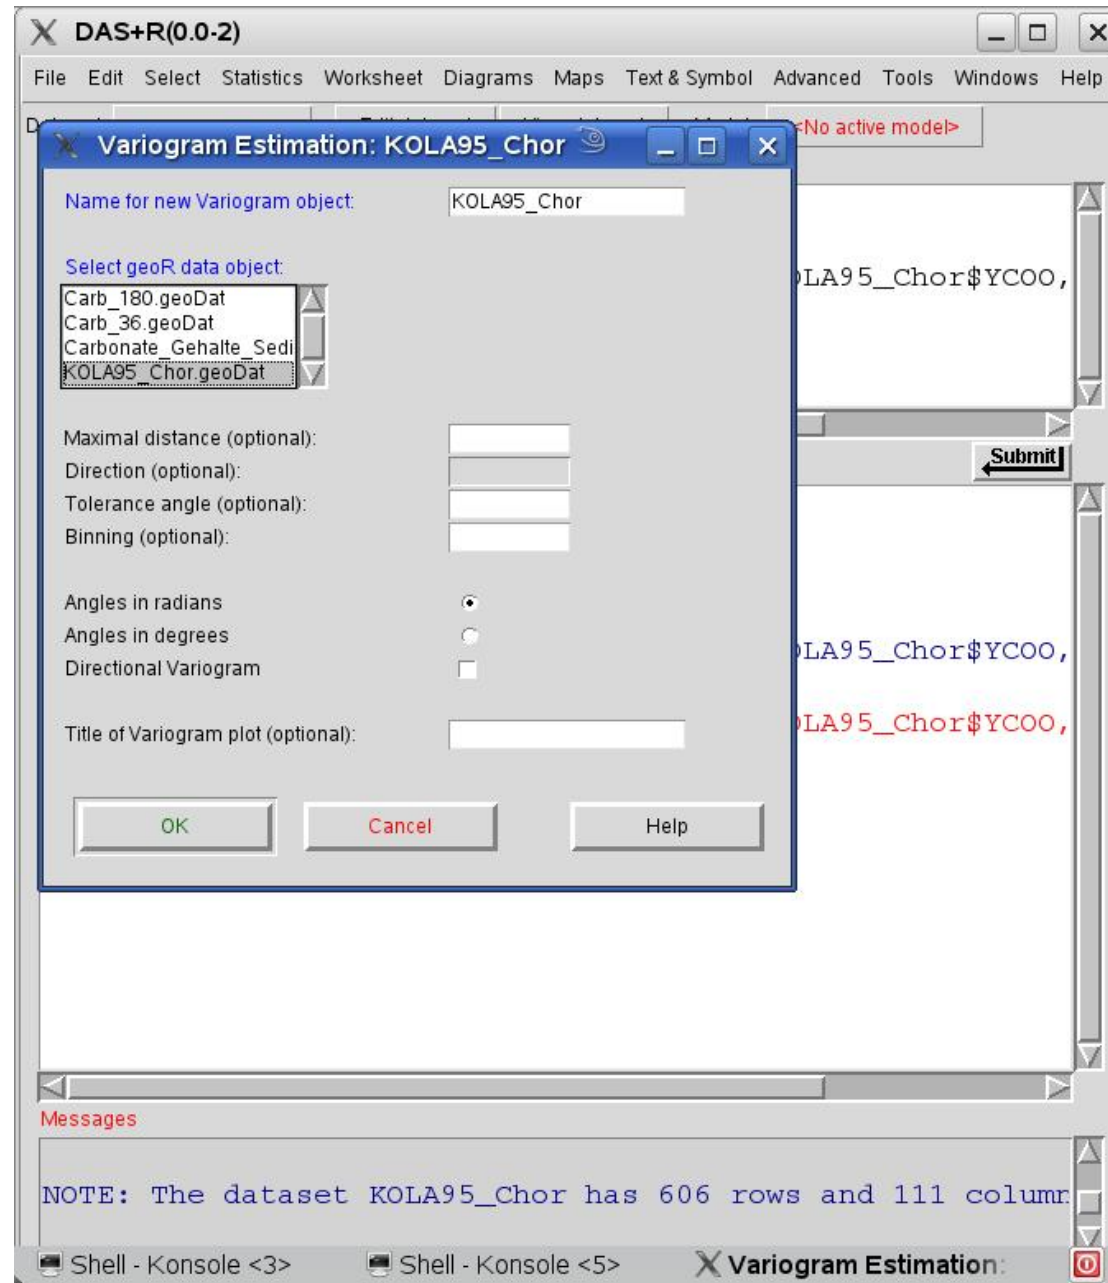 DAS+R(0.0-2)
File Edit Select Statistics Worksheet Diagrams Maps Text & Symbol Advanced Tools Windows Help
<No active model>
Variogram Estimation: KOLA95_Chor
Name for new Variogram object: KOLA95_Chor
Select geoR data object:
Carb_180.geoDat
Carb_36.geoDat
Carbonate_Gehalte_Sedi
KOLA95_Chor.geoDat
OLA95_Chor$YCOO,
Maximal distance (optional):
Direction (optional):
Submit
Tolerance angle (optional):
Binning (optional):
Angles in radians
Angles in degrees
OLA95_Chor$YCOO,
Directional Variogram
OLA95_Chor$YCOO,
Title of Variogram plot (optional):
OK Cancel Help
Messages
NOTE: The dataset KOLA95_Chor has 606 rows and 111 column
Shell - Konsole <3> Shell - Konsole <5> Variogram Estimation: